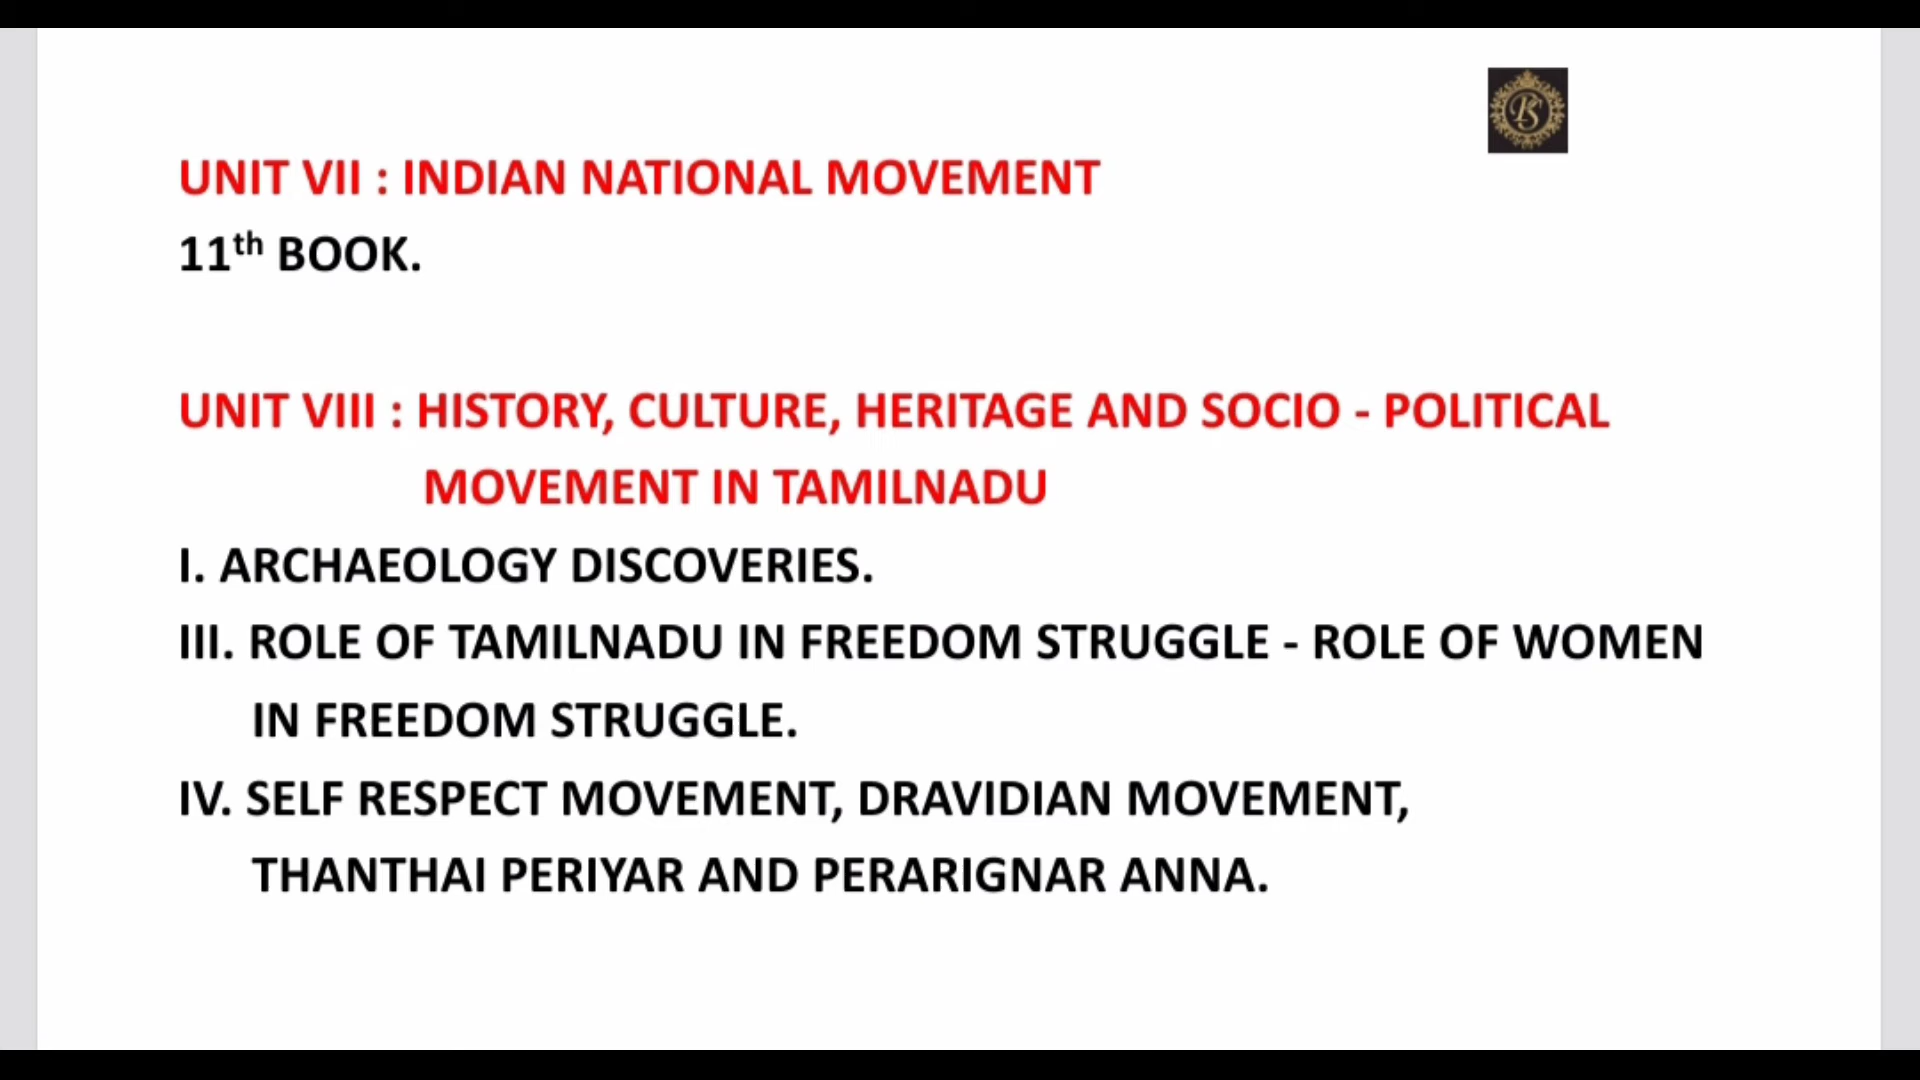 UNIT VII : INDIAN NATIONAL MOVEMENT
11th BOOK.
UNIT VIII : HISTORY, CULTURE, HERITAGE AND SOCIO - POLITICAL
MOVEMENT IN TAMILNADU
I. ARCHAEOLOGY DISCOVERIES.
III. ROLE OF TAMILNADU IN FREEDOM STRUGGLE - ROLE OF WOMEN
IN FREEDOM STRUGGLE.
IV. SELF RESPECT MOVEMENT, DRAVIDIAN MOVEMENT,
THANTHAI PERIYAR AND PERARIGNAR ANNA.